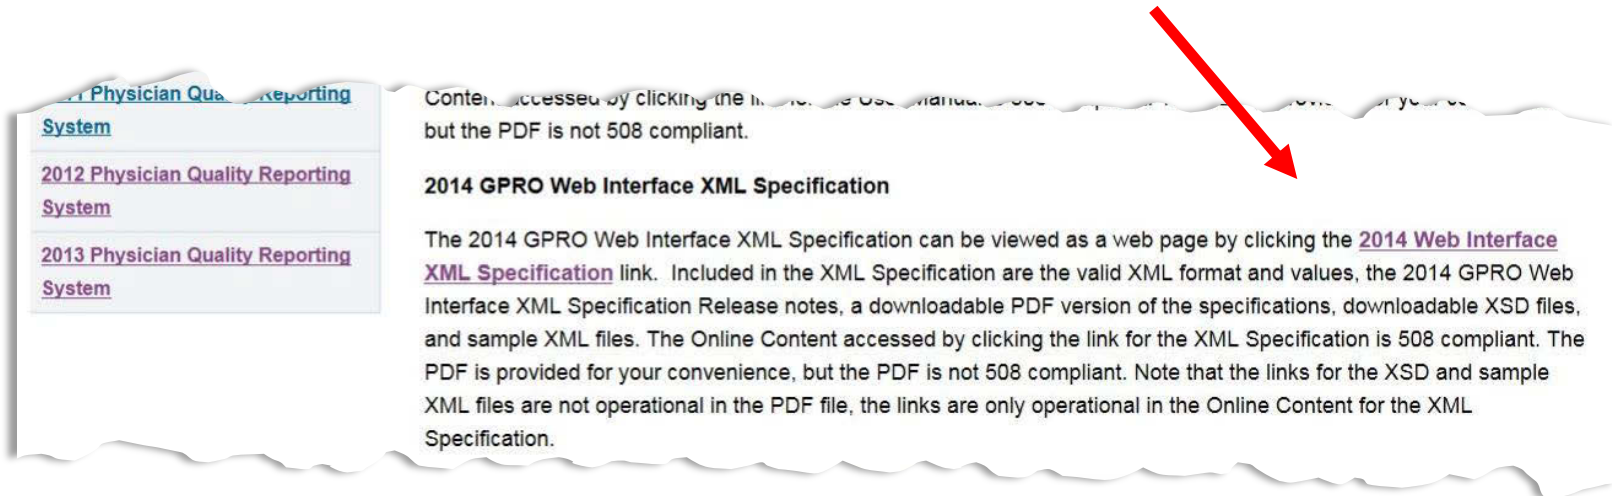 Physician
Reporting
System
2012 Physician Quality Reporting
System
2013 Physician Quality Reporting
System
by clicking the
but the PDF is not 508 compliant.
2014 GPRO Web Interface XML Specification
The 2014 GPRO Web Interface XML Specification can be viewed as a web page by clicking the 2014 Web Interface
XML Specification link. Included in the XML Specification are the valid XML format and values, the 2014 GPRO Web
Interface XML Specification Release notes, a downloadable PDF version of the specifications, downloadable XSD files,
and sample XML files. The Online Content accessed by clicking the link for the XML Specification is 508 compliant. The
PDF is provided for your convenience, but the PDF is not 508 compliant. Note that the links for the XSD and sample
XML files are not operational in the PDF file, the links are only operational in the Online Content for the XML
Specification.